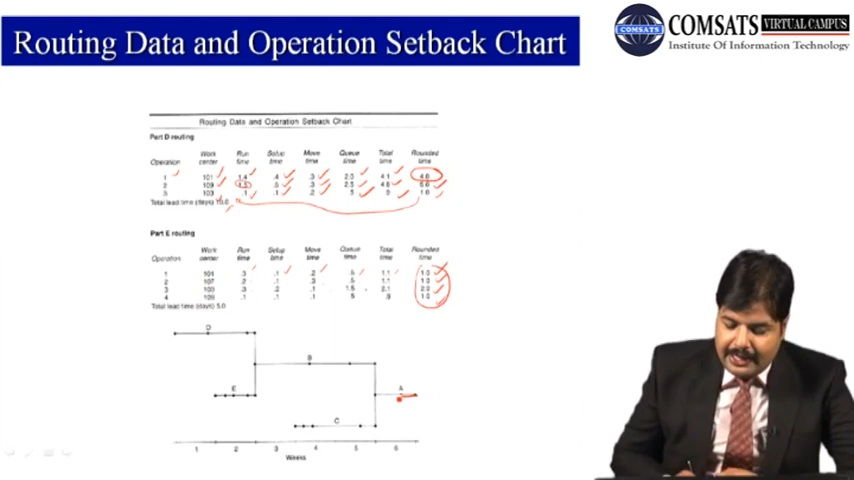 Routing Data and Operation Setback Chart
COMSATS VIRTUAL CAMPUS
Institute Of Information Technology
Routing Data and Operation Setback Chart
Part D routing
Operation Work center Run time Setup time Move time Queue time Total time Rounded time
1 101 1.4 .4 .3 2.0 4.1 4.0
2 109 1.5 .5 .3 2.5 4.8 5.0
3 103 .1 .1 .2 .5 .9 1.0
Total lead time (days) 10.0
Part E routing
Operation Work center Run time Setup time Move time Queue time Total time Rounded time
1 101 .3 .1 .2 .5 1.1 1.0
2 107 .2 .1 .3 .5 1.1 1.0
3 103 .3 .2 .1 1.5 2.1 2.0
4 109 .1 .1 .1 .5 .8 1.0
Total lead time (days) 5.0
D
B
E
A
C
1 2 3 4 5 6
Weeks